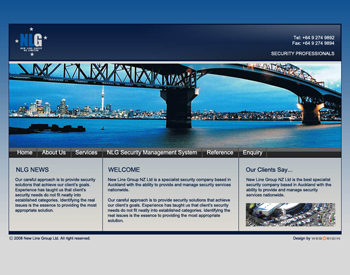 NLG
NEW LINE GROUP
NZ LIMITED
Tel: +64 9 274 9892
Fax: +64 9 274 9894
SECURITY PROFESSIONALS
Home About Us Services NLG Security Management System Reference Enquiry
NLG NEWS
Our careful approach is to provide security
solutions that achieve our client's goals.
Experience has taught us that client's
security needs do not fit neatly into
established categories. Identifying the real
issues is the essence to providing the most
appropriate solution.
WELCOME
New Line Group NZ Ltd is a specialist security company based in
Auckland with the ability to provide and manage security services
nationwide.
Our careful approach is to provide security solutions that achieve
our client's goals. Experience has taught us that client's security
needs do not fit neatly into established categories. Identifying the
real issues is the essence to providing the most appropriate
solution.
Our Clients Say...
New Line Group NZ Ltd is the best specialist
security company based in Auckland with the
ability to provide and manage security
services nationwide.
© 2008 New Line Group Ltd. All right reserved.
Design by